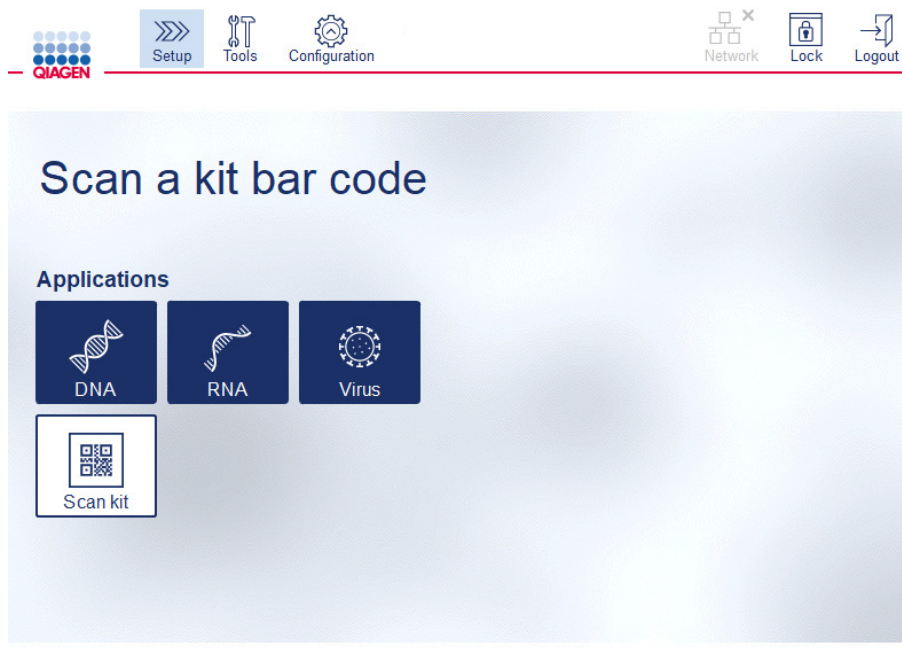 QIAGEN
Setup
Tools
Configuration
Network
Lock
Logout
Scan a kit bar code
Applications
DNA
RNA
Virus
Scan kit